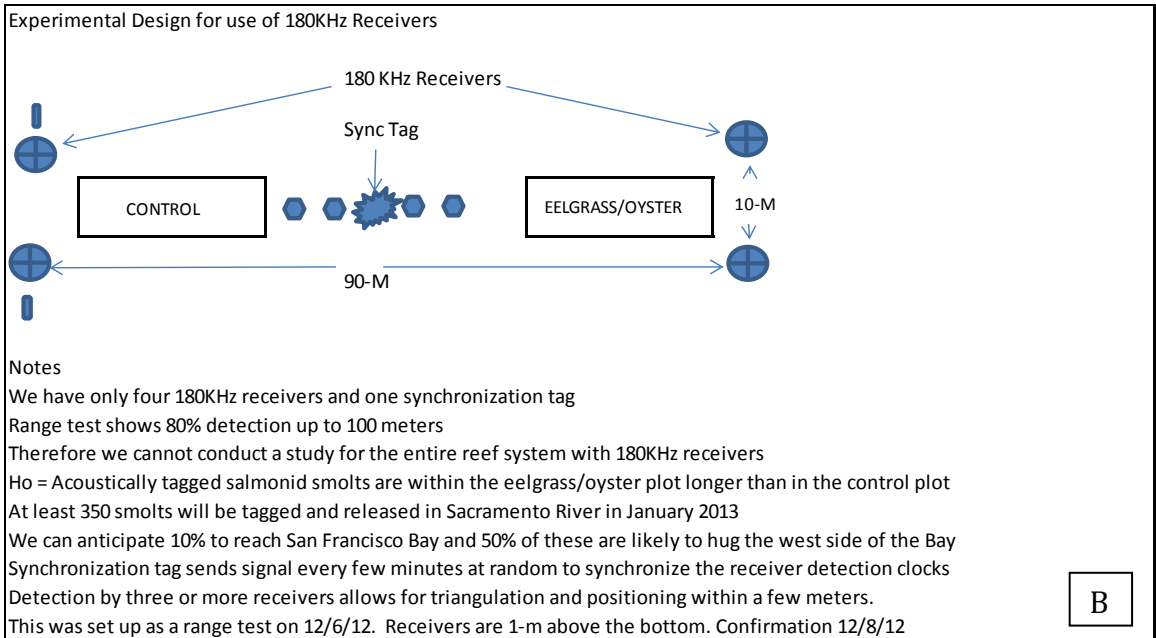 Experimental Design for use of 180KHz Receivers
180 KHz Receivers
Sync Tag
CONTROL
EELGRASS/OYSTER
10-M
90-M
Notes
We have only four 180KHz receivers and one synchronization tag
Range test shows 80% detection up to 100 meters
Therefore we cannot conduct a study for the entire reef system with 180KHz receivers
Ho = Acoustically tagged salmonid smolts are within the eelgrass/oyster plot longer than in the control plot
At least 350 smolts will be tagged and released in Sacramento River in January 2013
We can anticipate 10% to reach San Francisco Bay and 50% of these are likely to hug the west side of the Bay
Synchronization tag sends signal every few minutes at random to synchronize the receiver detection clocks
Detection by three or more receivers allows for triangulation and positioning within a few meters.
This was set up as a range test on 12/6/12.  Receivers are 1-m above the bottom. Confirmation 12/8/12
B